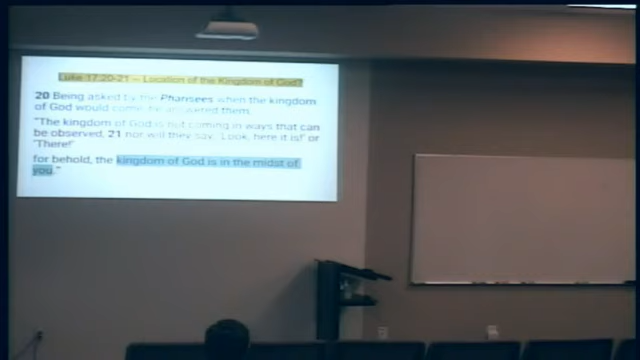 Luke 17:20-21 – Location of the Kingdom of God?
20 Being asked by the Pharisees when the kingdom
of God would come, he answered them
"The kingdom of God is not coming in ways that can
be observed, 21 nor will they say, 'Look, here it is!' or
'There!'
for behold, the kingdom of God is in the midst of
you."